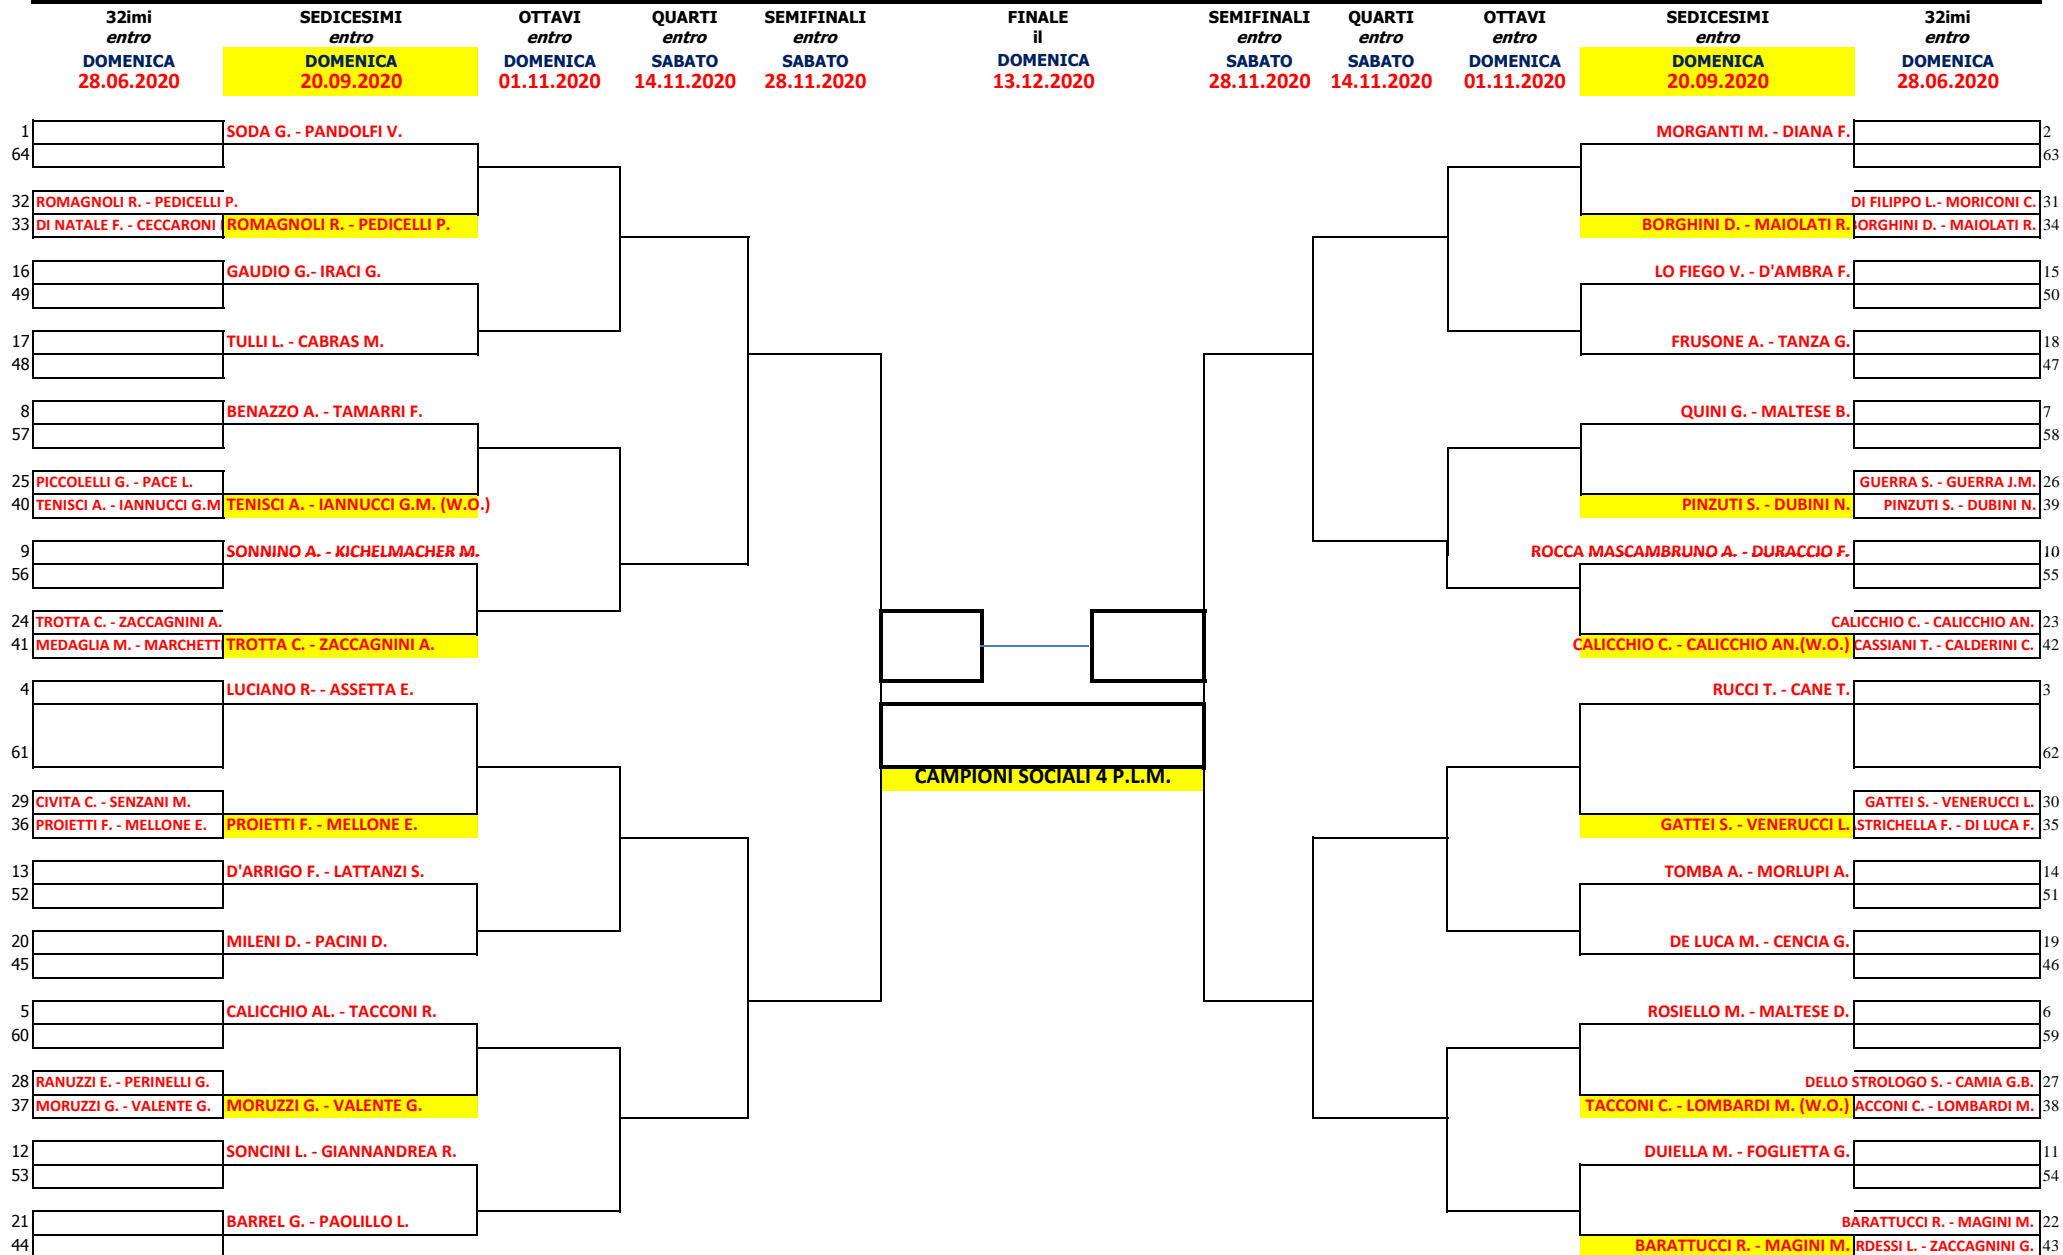 32imi SEDICESIMI OTTAVI QUARTI SEMIFINALI FINALE SEMIFINALI QUARTI OTTAVI SEDICESIMI 32imi
entro entro entro entro entro il entro entro entro entro entro
DOMENICA DOMENICA DOMENICA SABATO SABATO DOMENICA SABATO SABATO DOMENICA DOMENICA DOMENICA
28.06.2020 20.09.2020 01.11.2020 14.11.2020 28.11.2020 13.12.2020 28.11.2020 14.11.2020 01.11.2020 20.09.2020 28.06.2020
1 SODA G. - PANDOLFI V. MORGANTI M. - DIANA F. 2
64 63
32 ROMAGNOLI R. - PEDICELLI P. DI FILIPPO L.- MORICONI C. 31
33 DI NATALE F. - CECCARONI ROMAGNOLI R. - PEDICELLI P. BORGHINI D. - MAIOLATI R. BORGHINI D. - MAIOLATI R. 34
16 GAUDIO G.- IRACI G. LO FIEGO V. - D'AMBRA F. 15
49 50
17 TULLI L. - CABRAS M. FRUSONE A. - TANZA G. 18
48 47
8 BENAZZO A. - TAMARRI F. QUINI G. - MALTESE B. 7
57 58
25 PICCOLELLI G. - PACE L. GUERRA S. - GUERRA J.M. 26
40 TENISCI A. - IANNUCCI G.M TENISCI A. - IANNUCCI G.M. (W.O.) PINZUTI S. - DUBINI N. PINZUTI S. - DUBINI N. 39
9 SONNINO A. - KICHELMACHER M. ROCCA MASCAMBRUNO A. - DURACCIO F. 10
56 55
24 TROTTA C. - ZACCAGNINI A. CALICCHIO C. - CALICCHIO AN. 23
41 MEDAGLIA M. - MARCHETT TROTTA C. - ZACCAGNINI A. CALICCHIO C. - CALICCHIO AN.(W.O.) CASSIANI T. - CALDERINI C. 42
4 LUCIANO R- - ASSETTA E. RUCCI T. - CANE T. 3
61 62
CAMPIONI SOCIALI 4 P.L.M.
29 CIVITA C. - SENZANI M. GATTEI S. - VENERUCCI L. 30
36 PROIETTI F. - MELLONE E. PROIETTI F. - MELLONE E. GATTEI S. - VENERUCCI L. STRICHELLA F. - DI LUCA F. 35
13 D'ARRIGO F. - LATTANZI S. TOMBA A. - MORLUPI A. 14
52 51
20 MILENI D. - PACINI D. DE LUCA M. - CENCIA G. 19
45 46
5 CALICCHIO AL. - TACCONI R. ROSIELLO M. - MALTESE D. 6
60 59
28 RANUZZI E. - PERINELLI G. DELLO STROLOGO S. - CAMIA G.B. 27
37 MORUZZI G. - VALENTE G. MORUZZI G. - VALENTE G. TACCONI C. - LOMBARDI M. (W.O.) ACCONI C. - LOMBARDI M. 38
12 SONCINI L. - GIANNANDREA R. DUIELLA M. - FOGLIETTA G. 11
53 54
21 BARREL G. - PAOLILLO L. BARATTUCCI R. - MAGINI M. 22
44 BARATTUCCI R. - MAGINI M. RDESSI L. - ZACCAGNINI G. 43